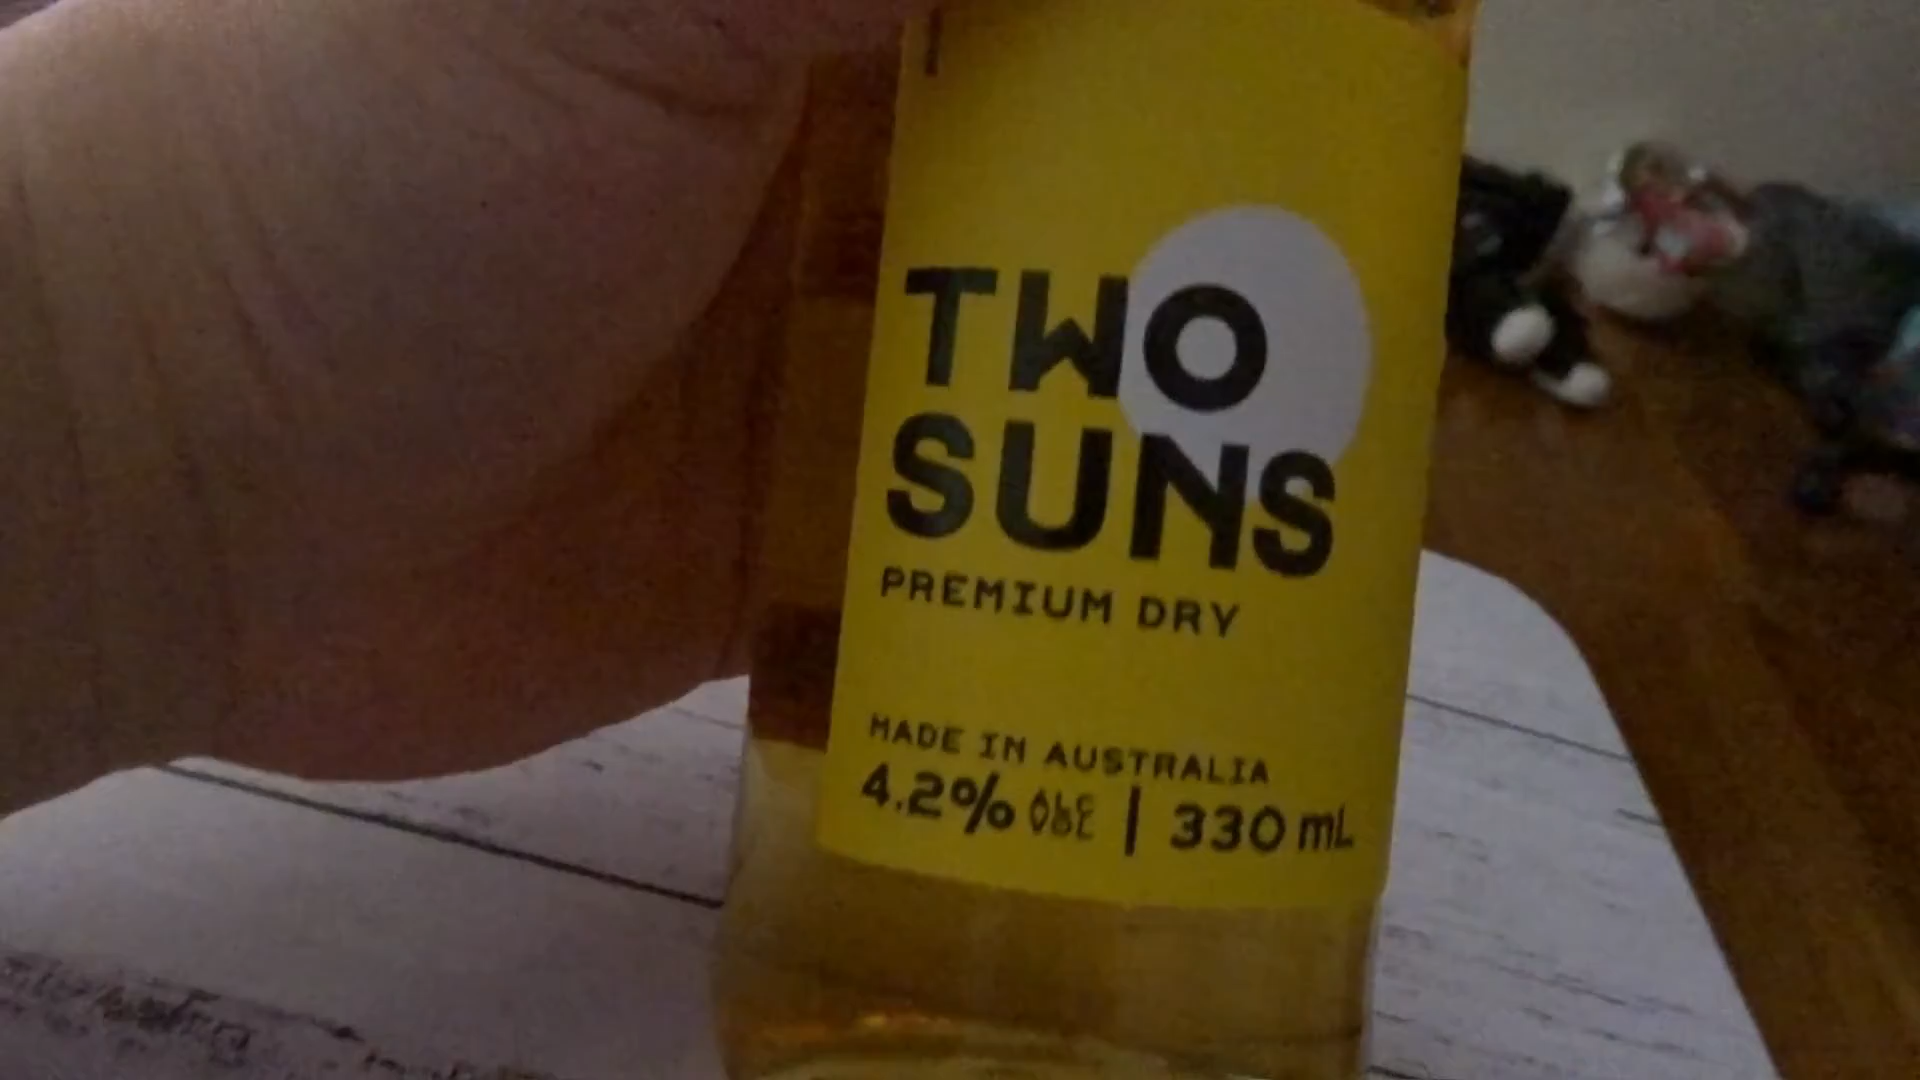 TWO
SUNS
PREMIUM DRY
MADE IN AUSTRALIA
4.2% | 330 mL